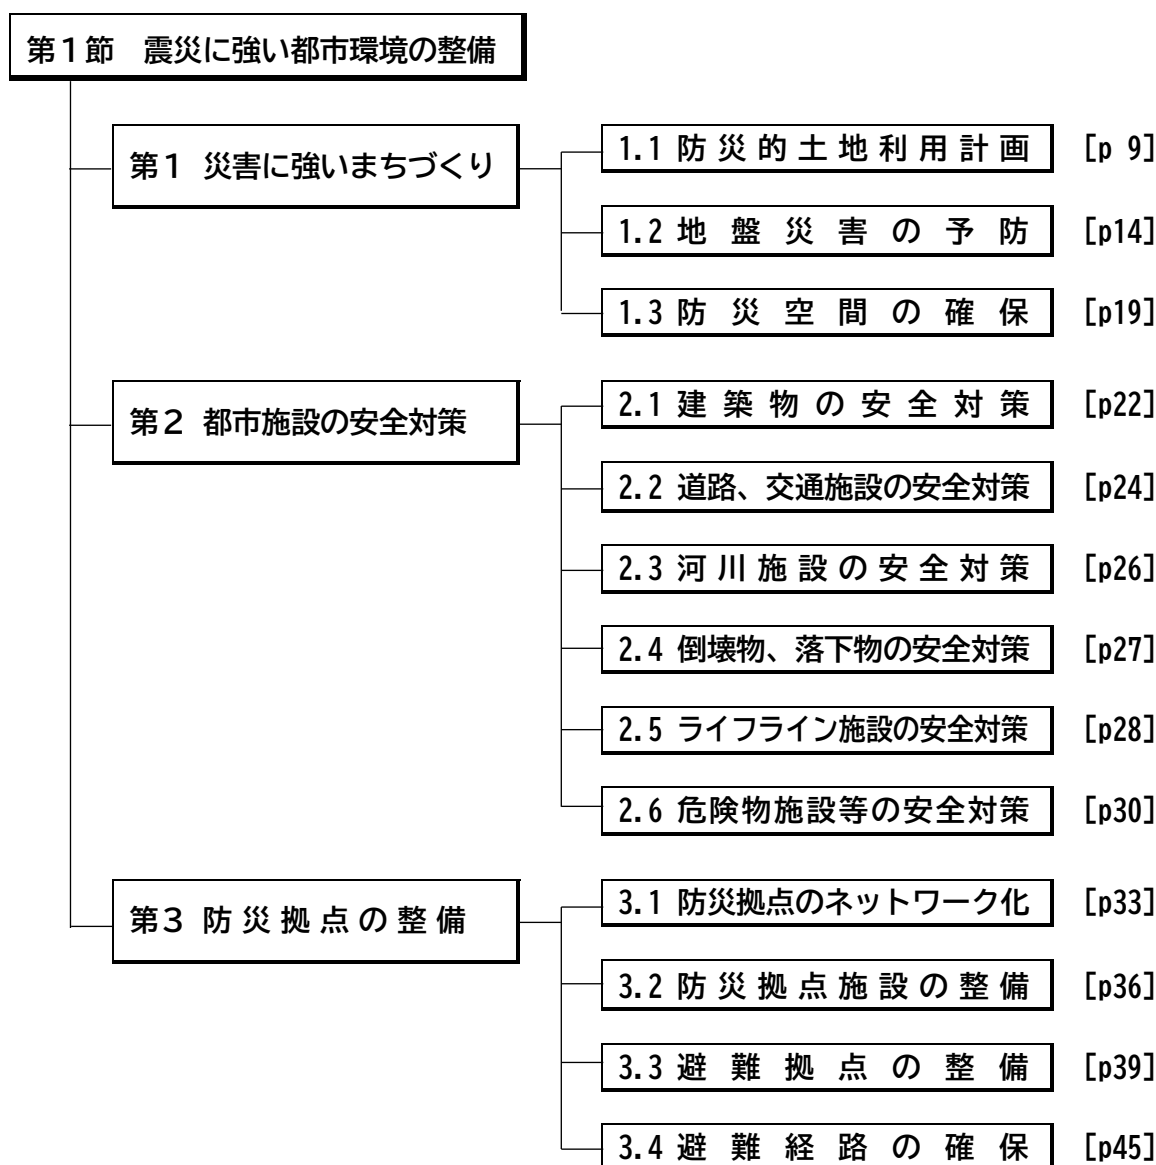 第1節 震災に強い都市環境の整備
第1 災害に強いまちづくり
1.1 防災的土地利用計画 [p 9]
1.2 地盤災害の予防 [p14]
1.3 防災空間の確保 [p19]
第2 都市施設の安全対策
2.1 建築物の安全対策 [p22]
2.2 道路、交通施設の安全対策 [p24]
2.3 河川施設の安全対策 [p26]
2.4 倒壊物、落下物の安全対策 [p27]
2.5 ライフライン施設の安全対策 [p28]
2.6 危険物施設等の安全対策 [p30]
第3 防災拠点の整備
3.1 防災拠点のネットワーク化 [p33]
3.2 防災拠点施設の整備 [p36]
3.3 避難拠点の整備 [p39]
3.4 避難経路の確保 [p45]